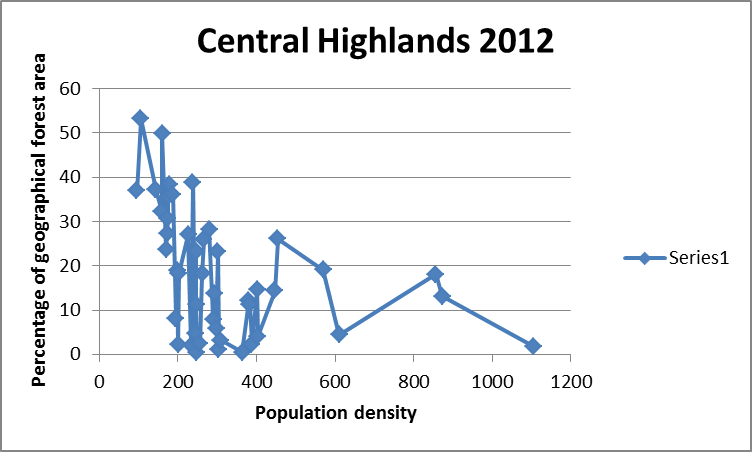 Central Highlands 2012
Percentage of geographical forest area
60
50
40
30
20
10
0
0 200 400 600 800 1000 1200
Population density
Series1